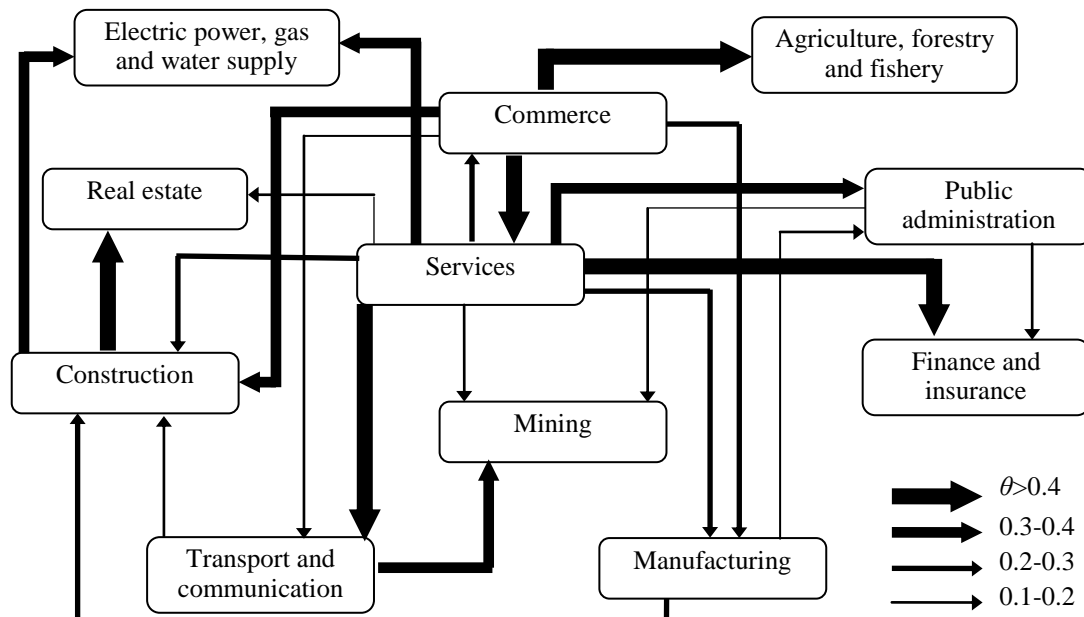 Electric power, gas
and water supply
Agriculture, forestry
and fishery
Commerce
Real estate
Public
administration
Services
Construction
Finance and
insurance
Mining
Transport and
communication
Manufacturing
θ>0.4
0.3-0.4
0.2-0.3
0.1-0.2